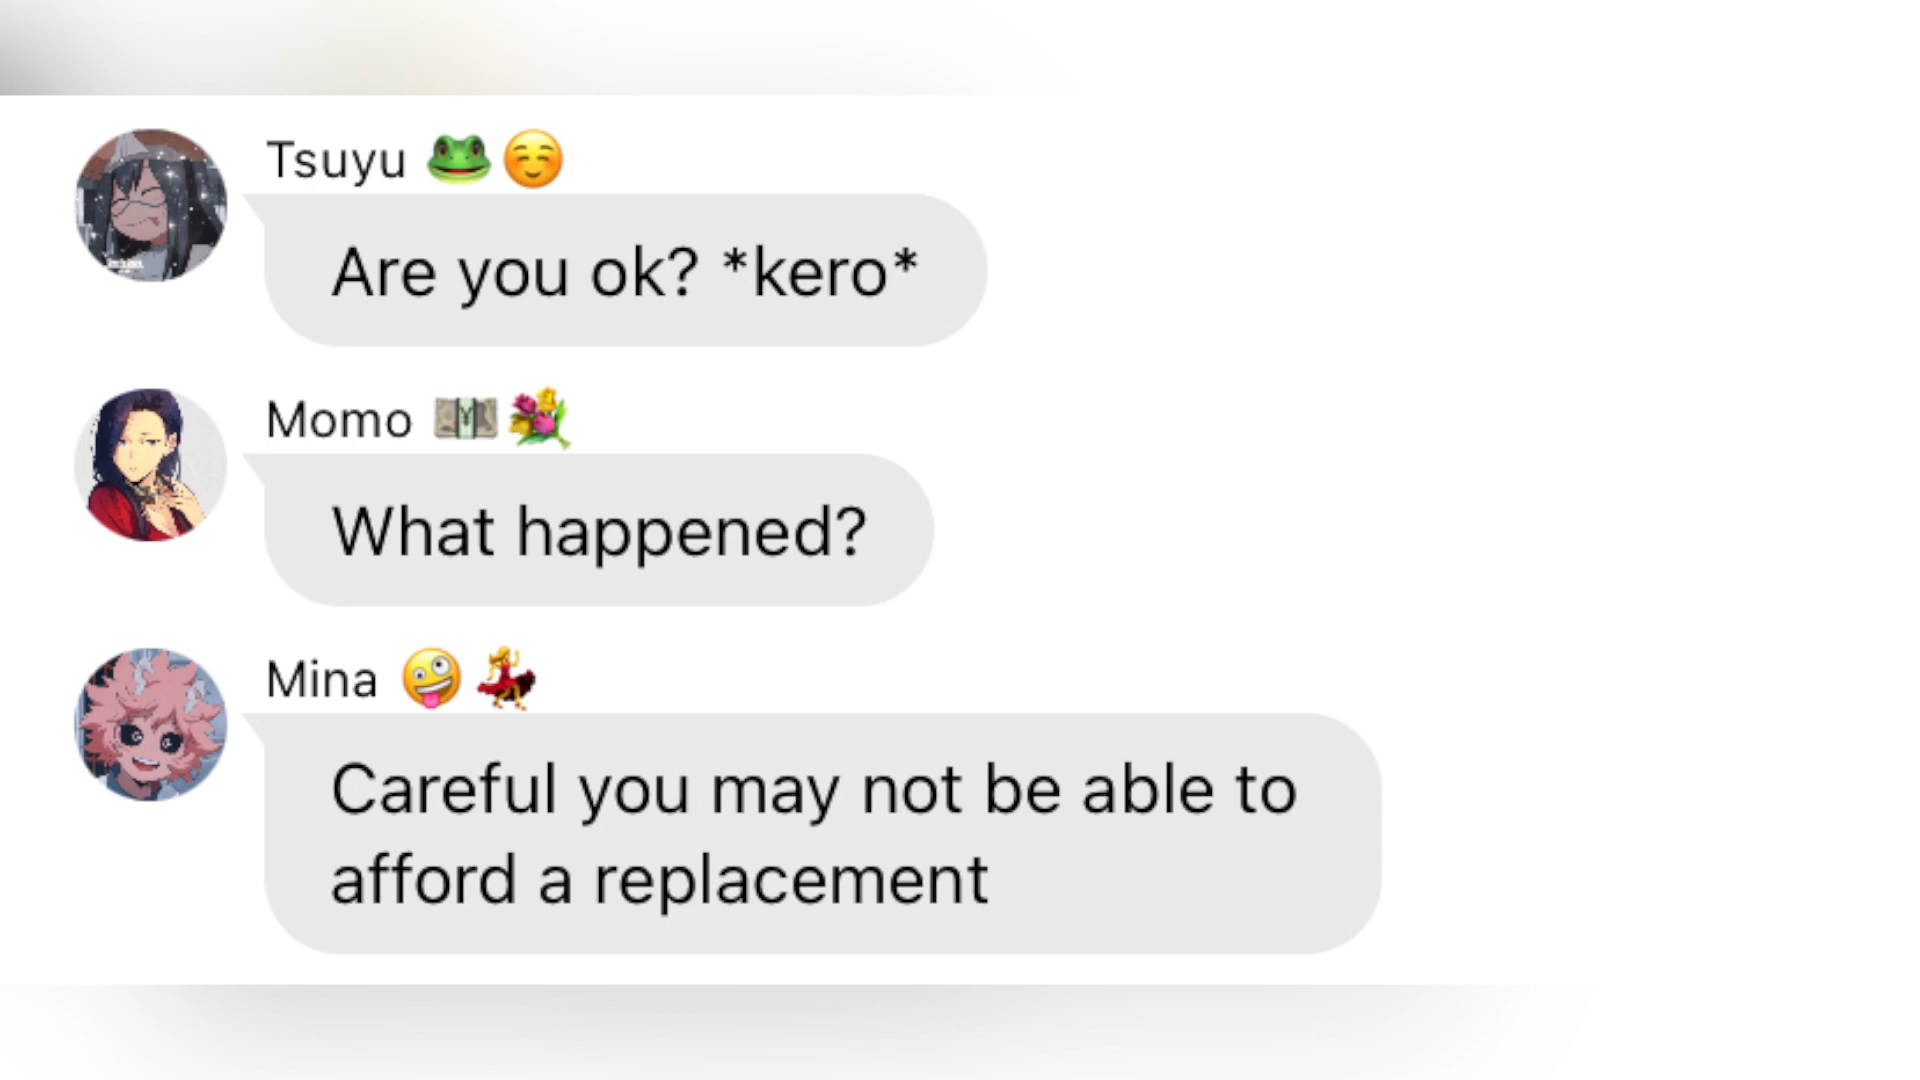 Tsuyu 🐸☺️
Are you ok? *kero*
Momo 💴💐
What happened?
Mina 🤪💃
Careful you may not be able to
afford a replacement